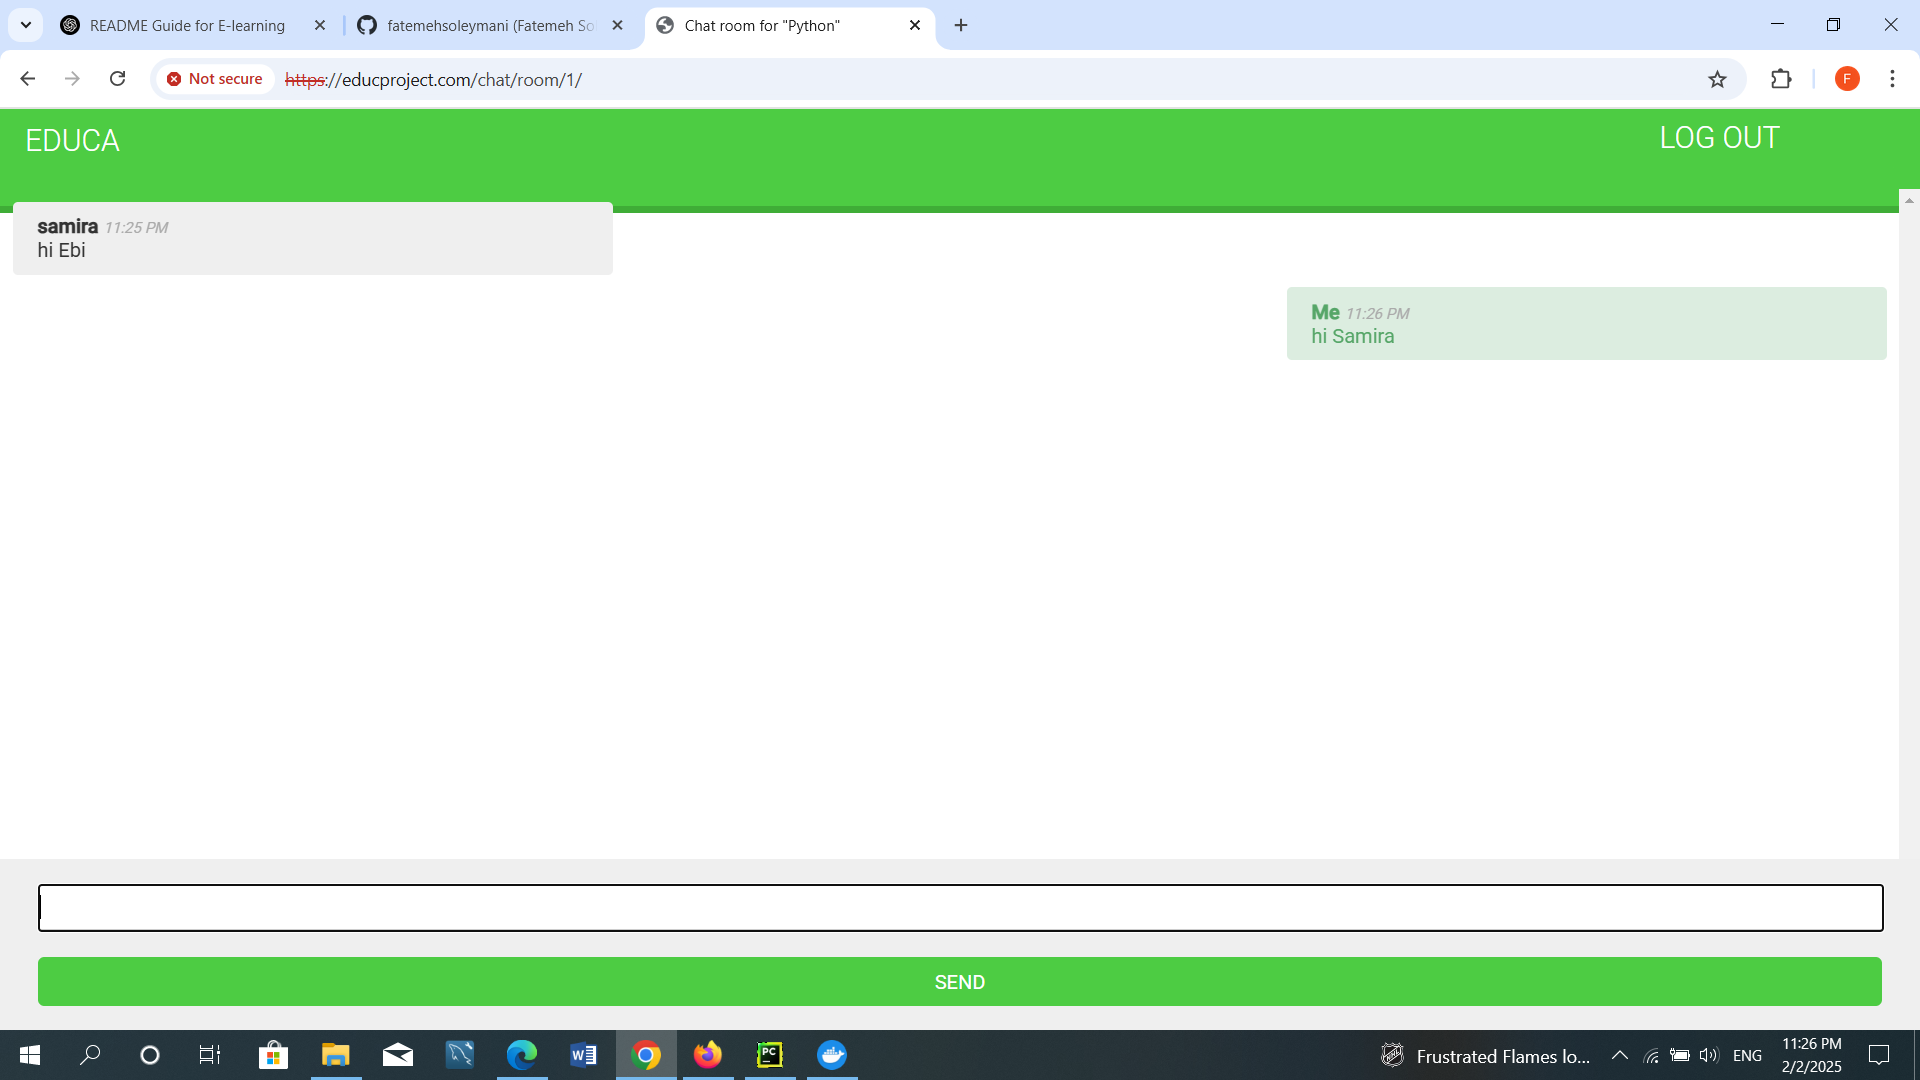 README Guide for E-learning
fatemehsoleymani (Fatemeh So
Chat room for "Python"
Not secure
https://educproject.com/chat/room/1/
F
EDUCA
LOG OUT
samira 11:25 PM
hi Ebi
Me 11:26 PM
hi Samira
SEND
W
PC
Frustrated Flames lo...
ENG
11:26 PM
2/2/2025